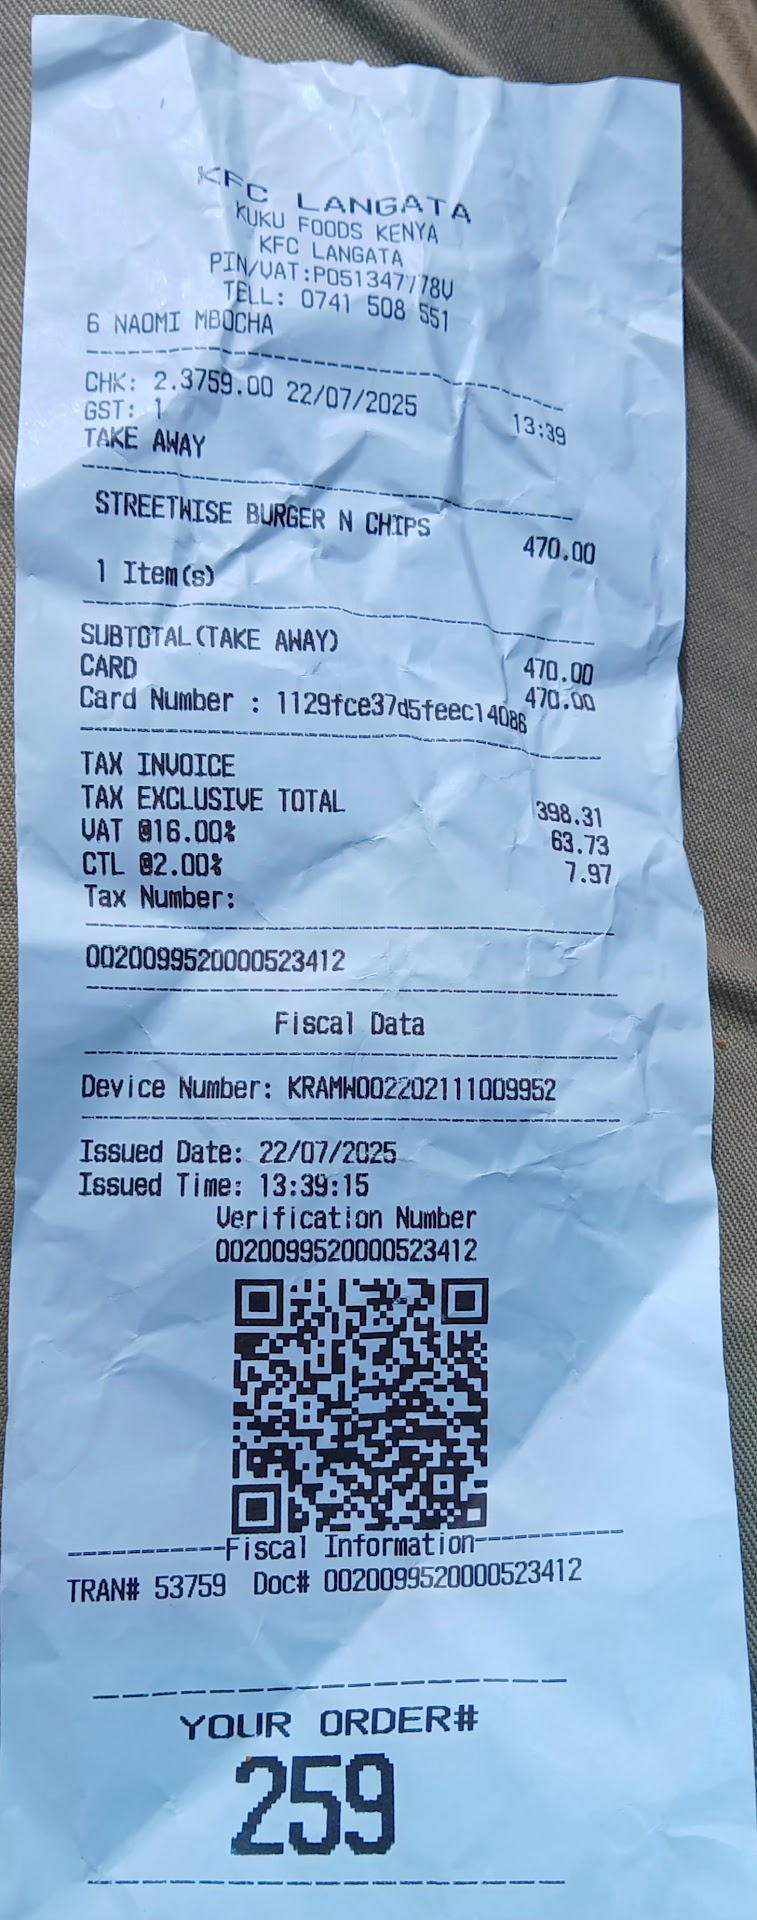 KFC LANGATA
KUKU FOODS KENYA
KFC LANGATA
PIN/VAT:P051347778U
TELL: 0741 508 551
6 NAOMI MBOCHA
CHK: 2.3759.00 22/07/2025 13:39
GST: 1
TAKE AWAY
STREETWISE BURGER N CHIPS 470.00
1 Item(s)
SUBTOTAL(TAKE AWAY) 470.00
CARD 470.00
Card Number : 1129fce37d5feec14086
TAX INVOICE
TAX EXCLUSIVE TOTAL 398.31
VAT @16.00% 63.73
CTL @2.00% 7.97
Tax Number:
0020099520000523412
Fiscal Data
Device Number: KRAMW002202111009952
Issued Date: 22/07/2025
Issued Time: 13:39:15
Verification Number
0020099520000523412
Fiscal Information
TRAN# 53759 Doc# 0020099520000523412
YOUR ORDER#
259